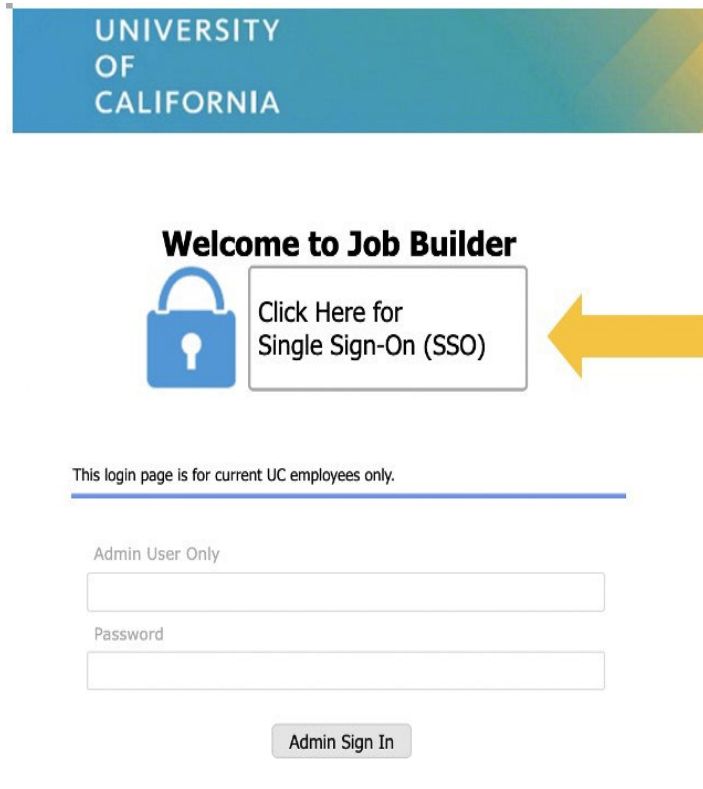 UNIVERSITY
OF
CALIFORNIA
Welcome to Job Builder
Click Here for
Single Sign-On (SSO)
This login page is for current UC employees only.
Admin User Only
Password
Admin Sign In